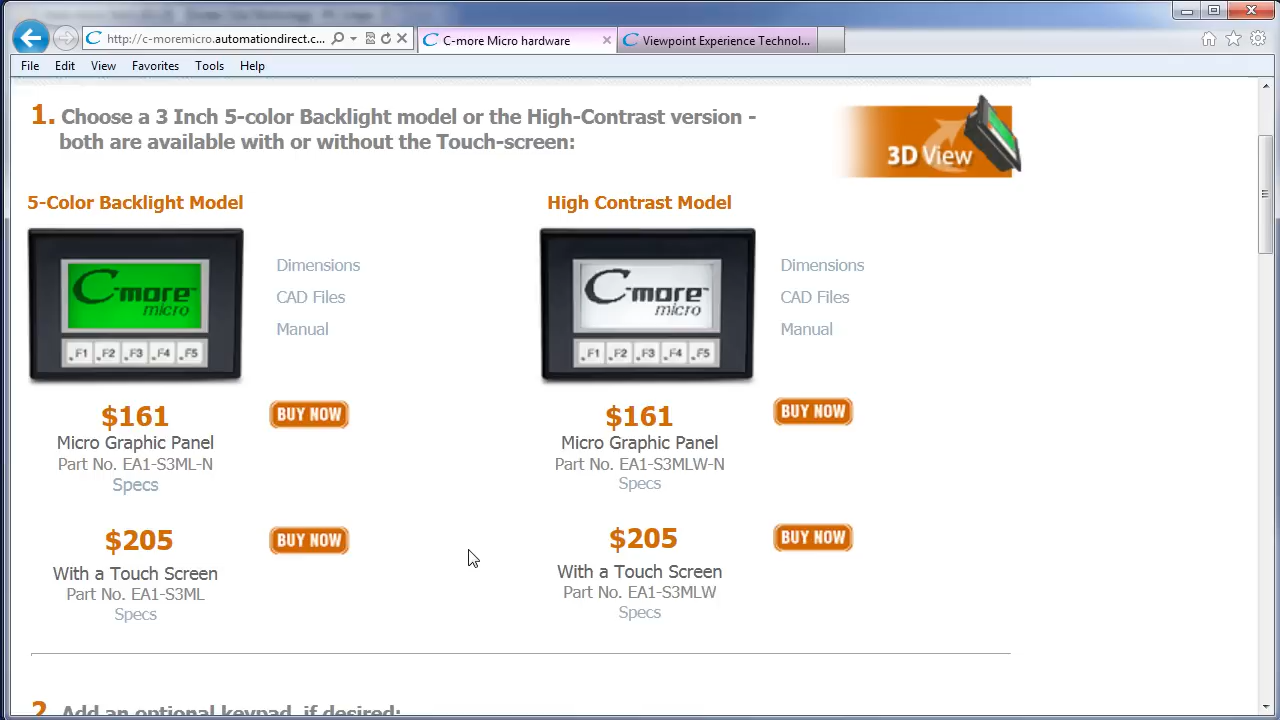 http://c-moremicro.automationdirect.c...
C-more Micro hardware
Viewpoint Experience Technol...
File Edit View Favorites Tools Help
1. Choose a 3 Inch 5-color Backlight model or the High-Contrast version -
both are available with or without the Touch-screen:
3D View
5-Color Backlight Model
High Contrast Model
C-more
micro
F1 F2 F3 F4 F5
Dimensions
CAD Files
Manual
C-more
micro
F1 F2 F3 F4 F5
Dimensions
CAD Files
Manual
$161
BUY NOW
Micro Graphic Panel
Part No. EA1-S3ML-N
Specs
$161
BUY NOW
Micro Graphic Panel
Part No. EA1-S3MLW-N
Specs
$205
BUY NOW
With a Touch Screen
Part No. EA1-S3ML
Specs
$205
BUY NOW
With a Touch Screen
Part No. EA1-S3MLW
Specs
2. Add an optional keypad, if desired: